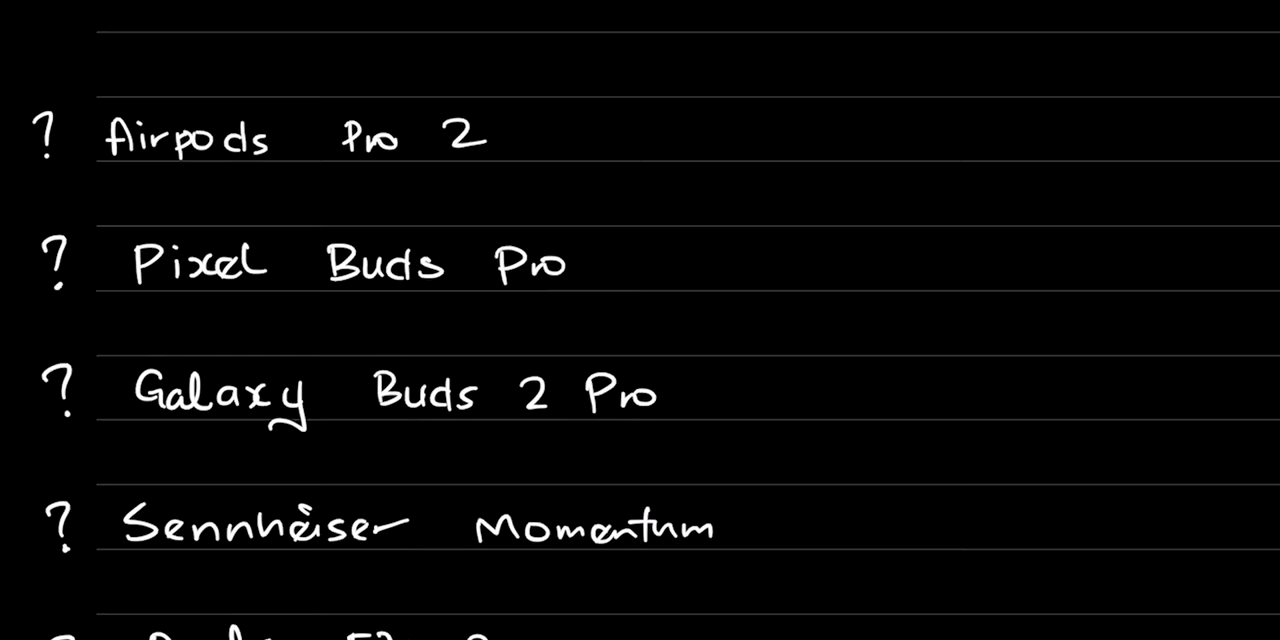 ? Airpods Pro 2
? Pixel Buds Pro
? Galaxy Buds 2 Pro
? Sennheiser Momentum
?